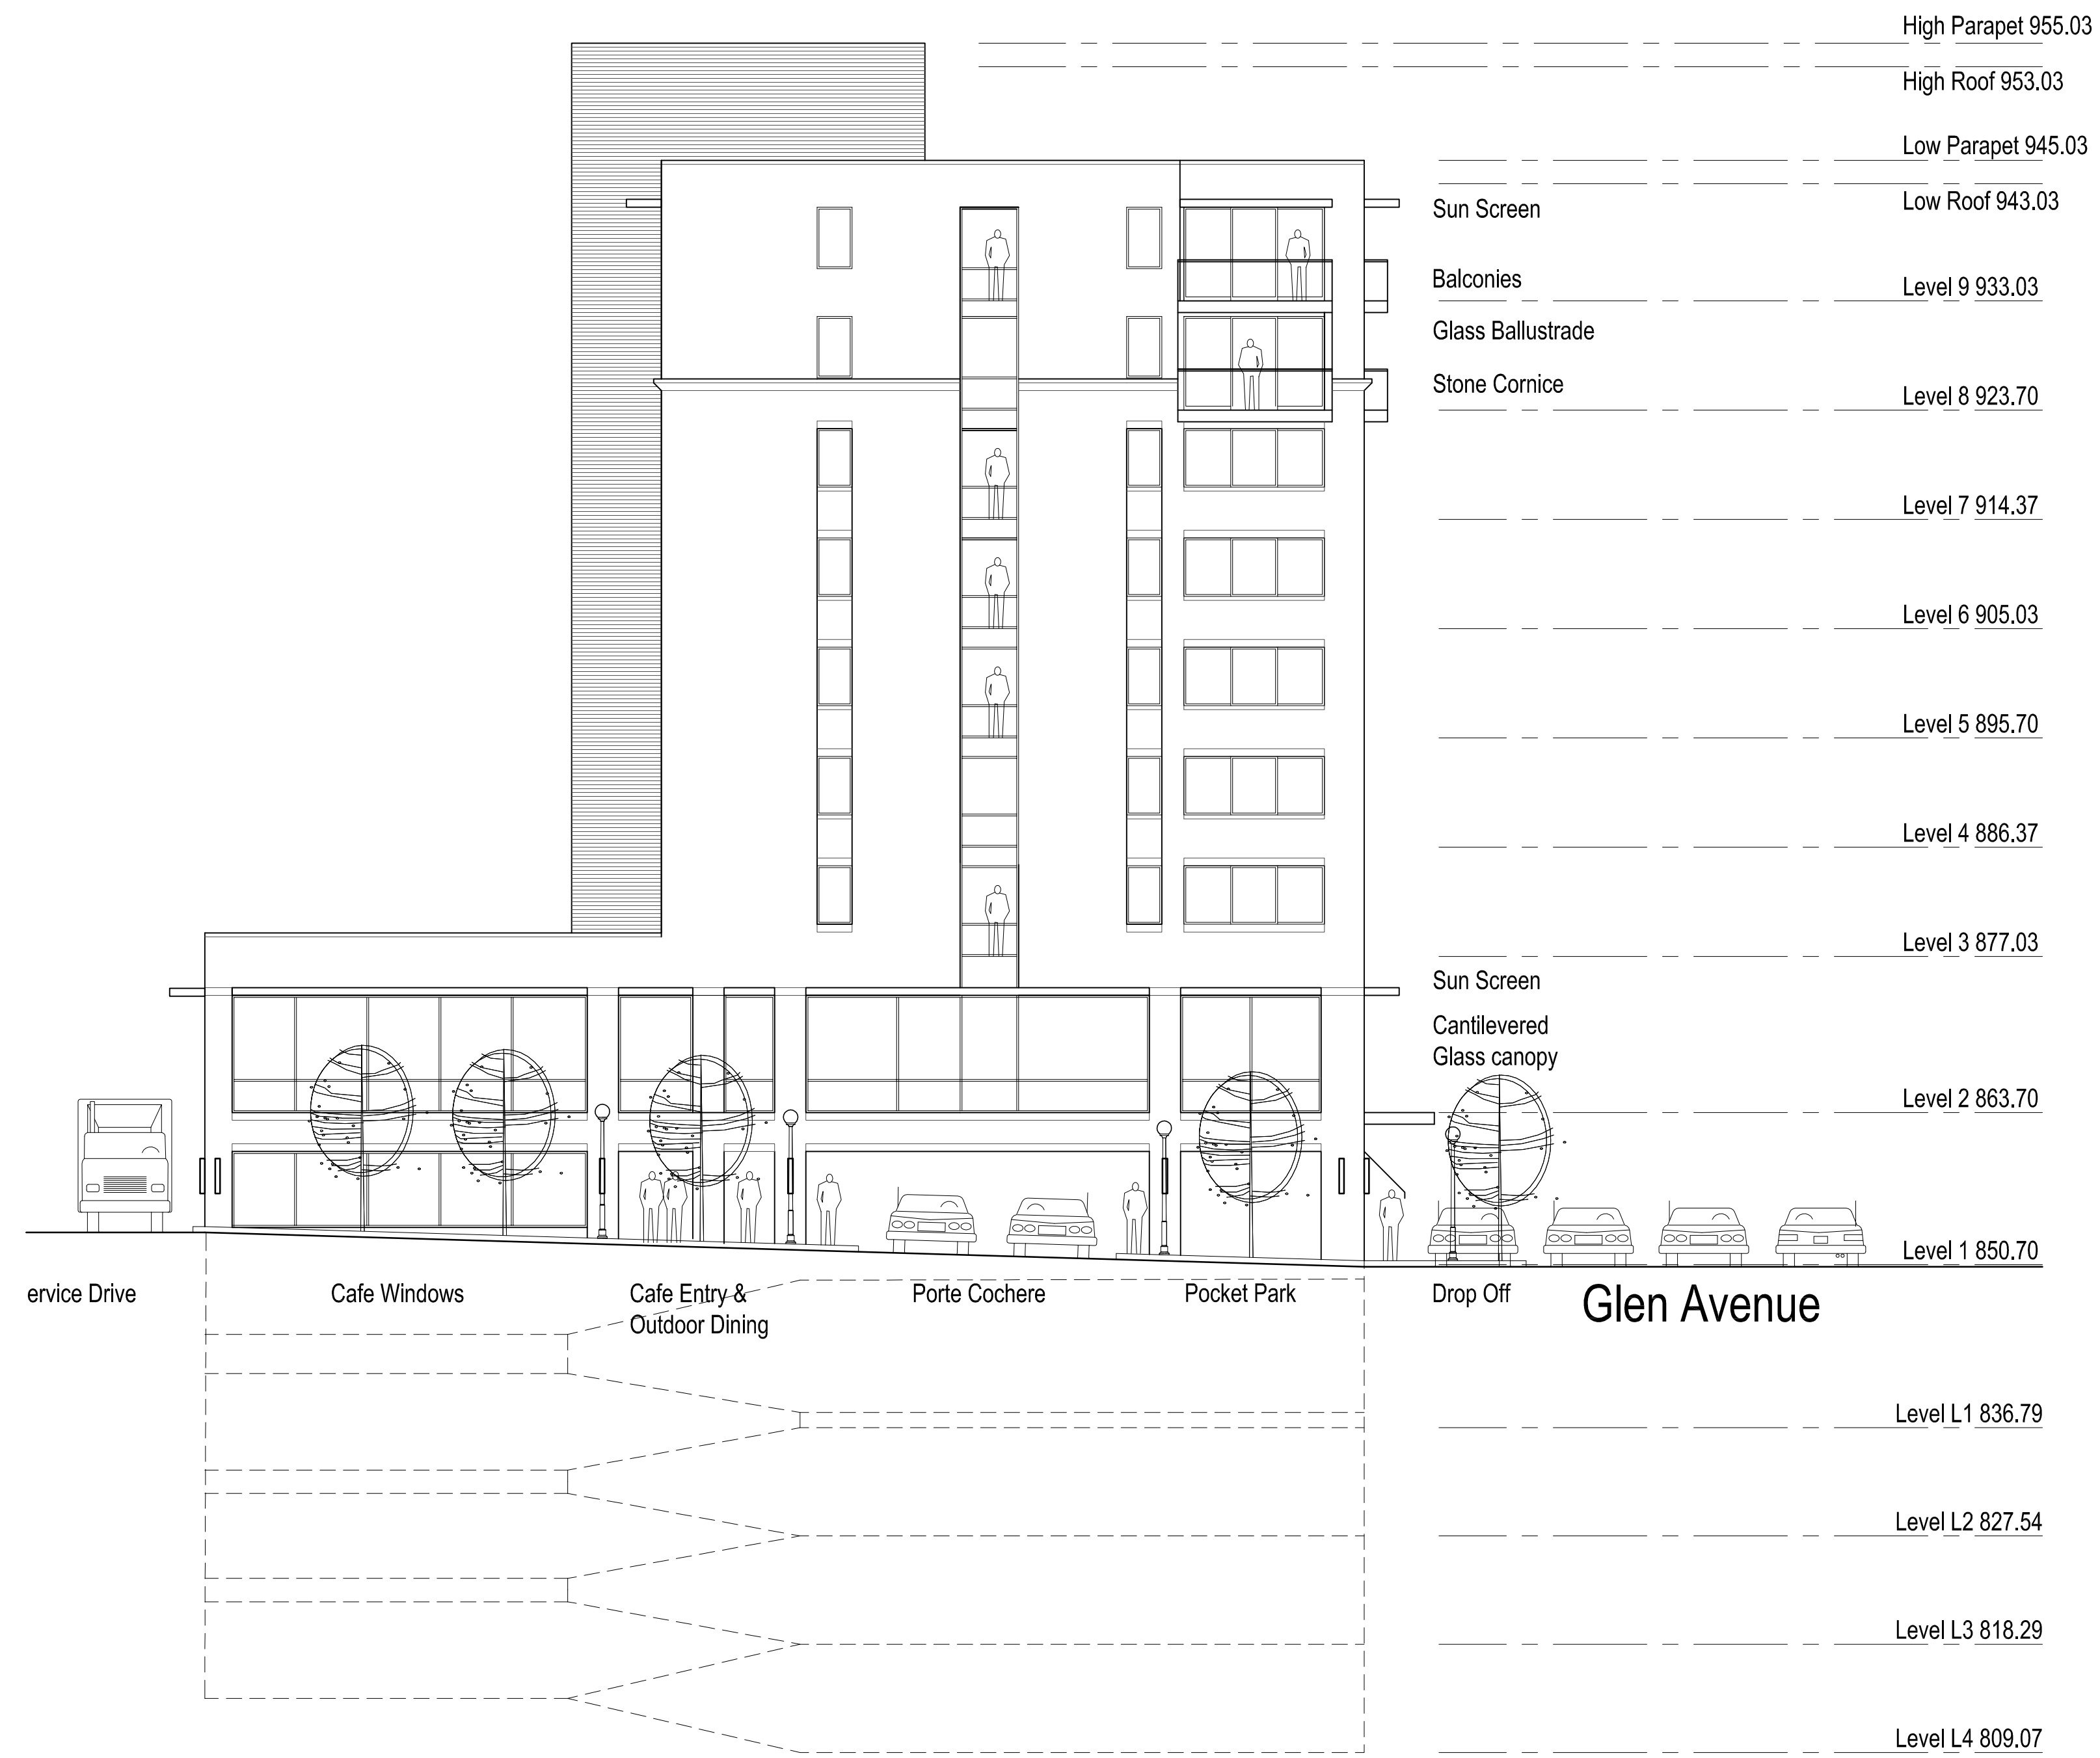 High Parapet 955.03
High Roof 953.03
Low Parapet 945.03
Low Roof 943.03
Sun Screen
Balconies
Level 9 933.03
Glass Ballustrade
Stone Cornice
Level 8 923.70
Level 7 914.37
Level 6 905.03
Level 5 895.70
Level 4 886.37
Level 3 877.03
Sun Screen
Cantilevered
Glass canopy
Level 2 863.70
Level 1 850.70
ervice Drive
Cafe Windows
Cafe Entry &
Outdoor Dining
Porte Cochere
Pocket Park
Drop Off
Glen Avenue
Level L1 836.79
Level L2 827.54
Level L3 818.29
Level L4 809.07